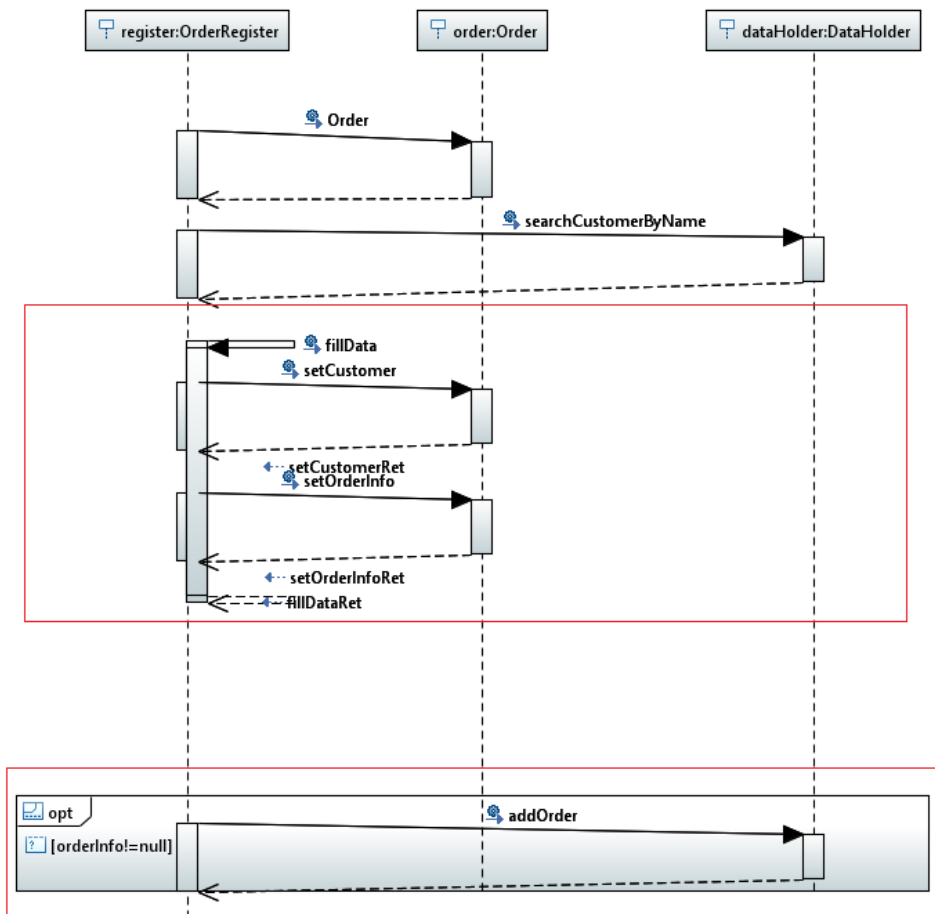 register:OrderRegister
order:Order
dataHolder:DataHolder
Order
searchCustomerByName
fillData
setCustomer
setCustomerRet
setOrderInfo
setOrderInfoRet
fillDataRet
opt
addOrder
[orderInfo!=null]